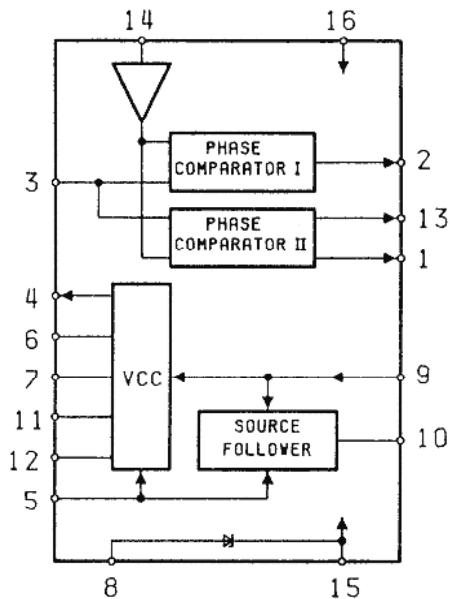 14 16
PHASE
COMPARATOR I
2
3
PHASE
COMPARATOR II
13
1
4
6
7
VCC
9
11
SOURCE
FOLLOWER
10
12
5
8 15